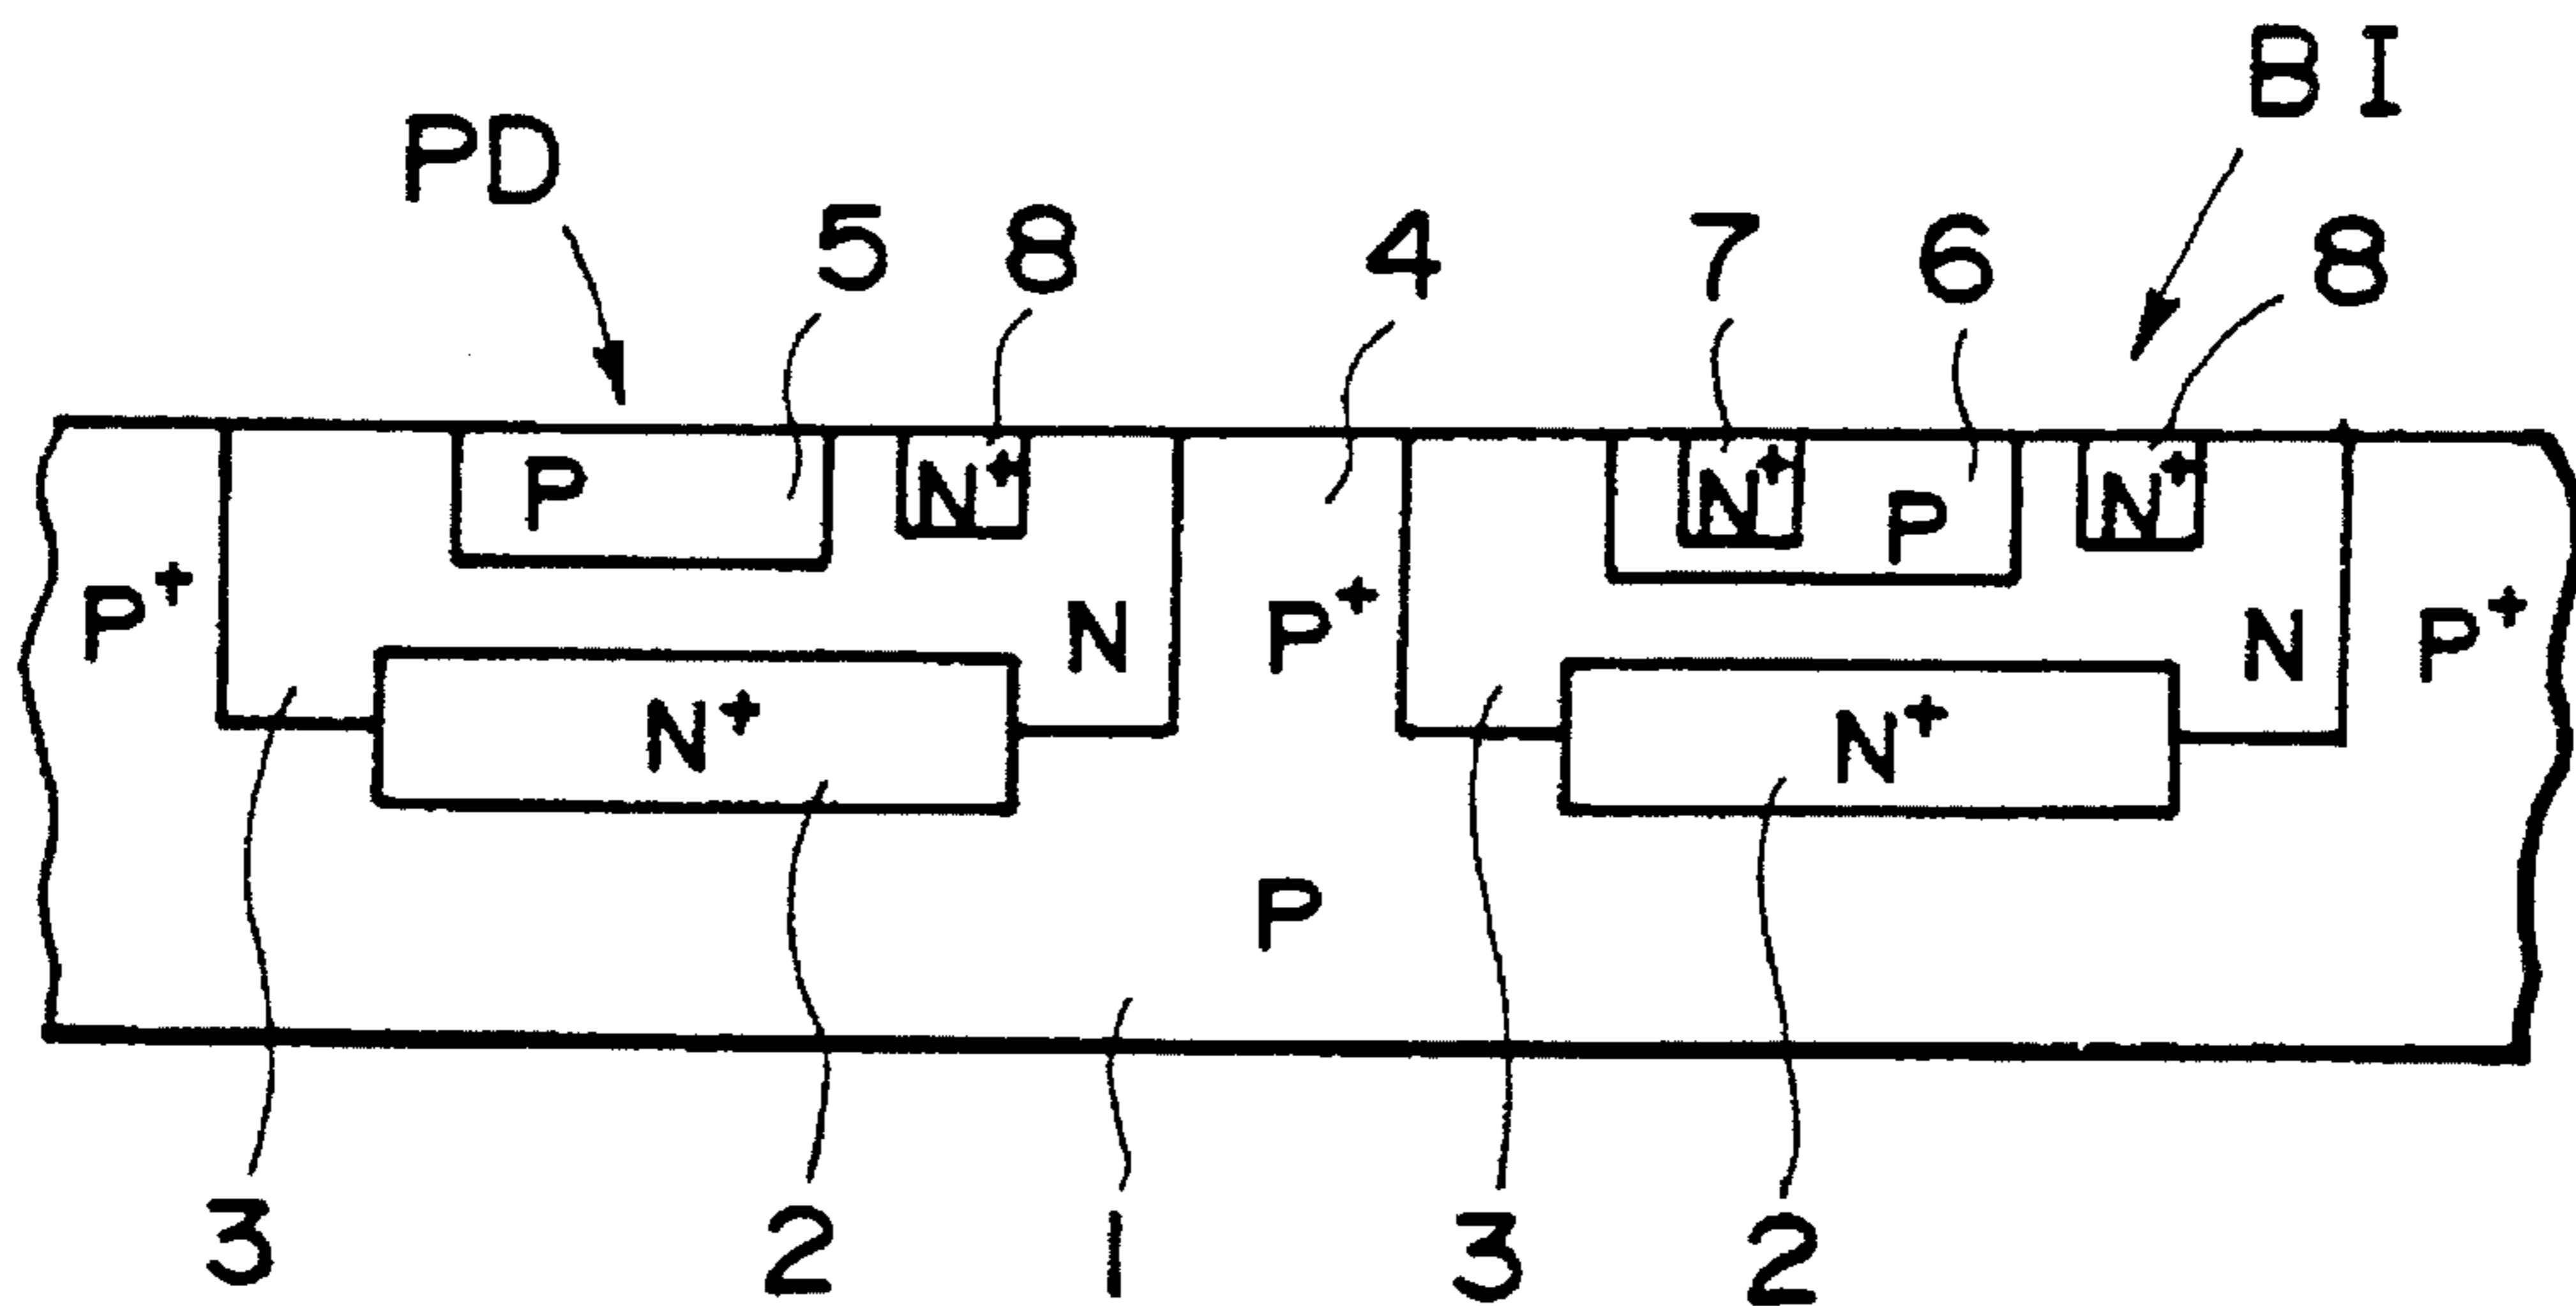 BI
PD
5 8 4 7 6 8
P N⁺ N⁺ P N⁺
P⁺ N P⁺ N P⁺
N⁺ N⁺
P
3 2 1 3 2